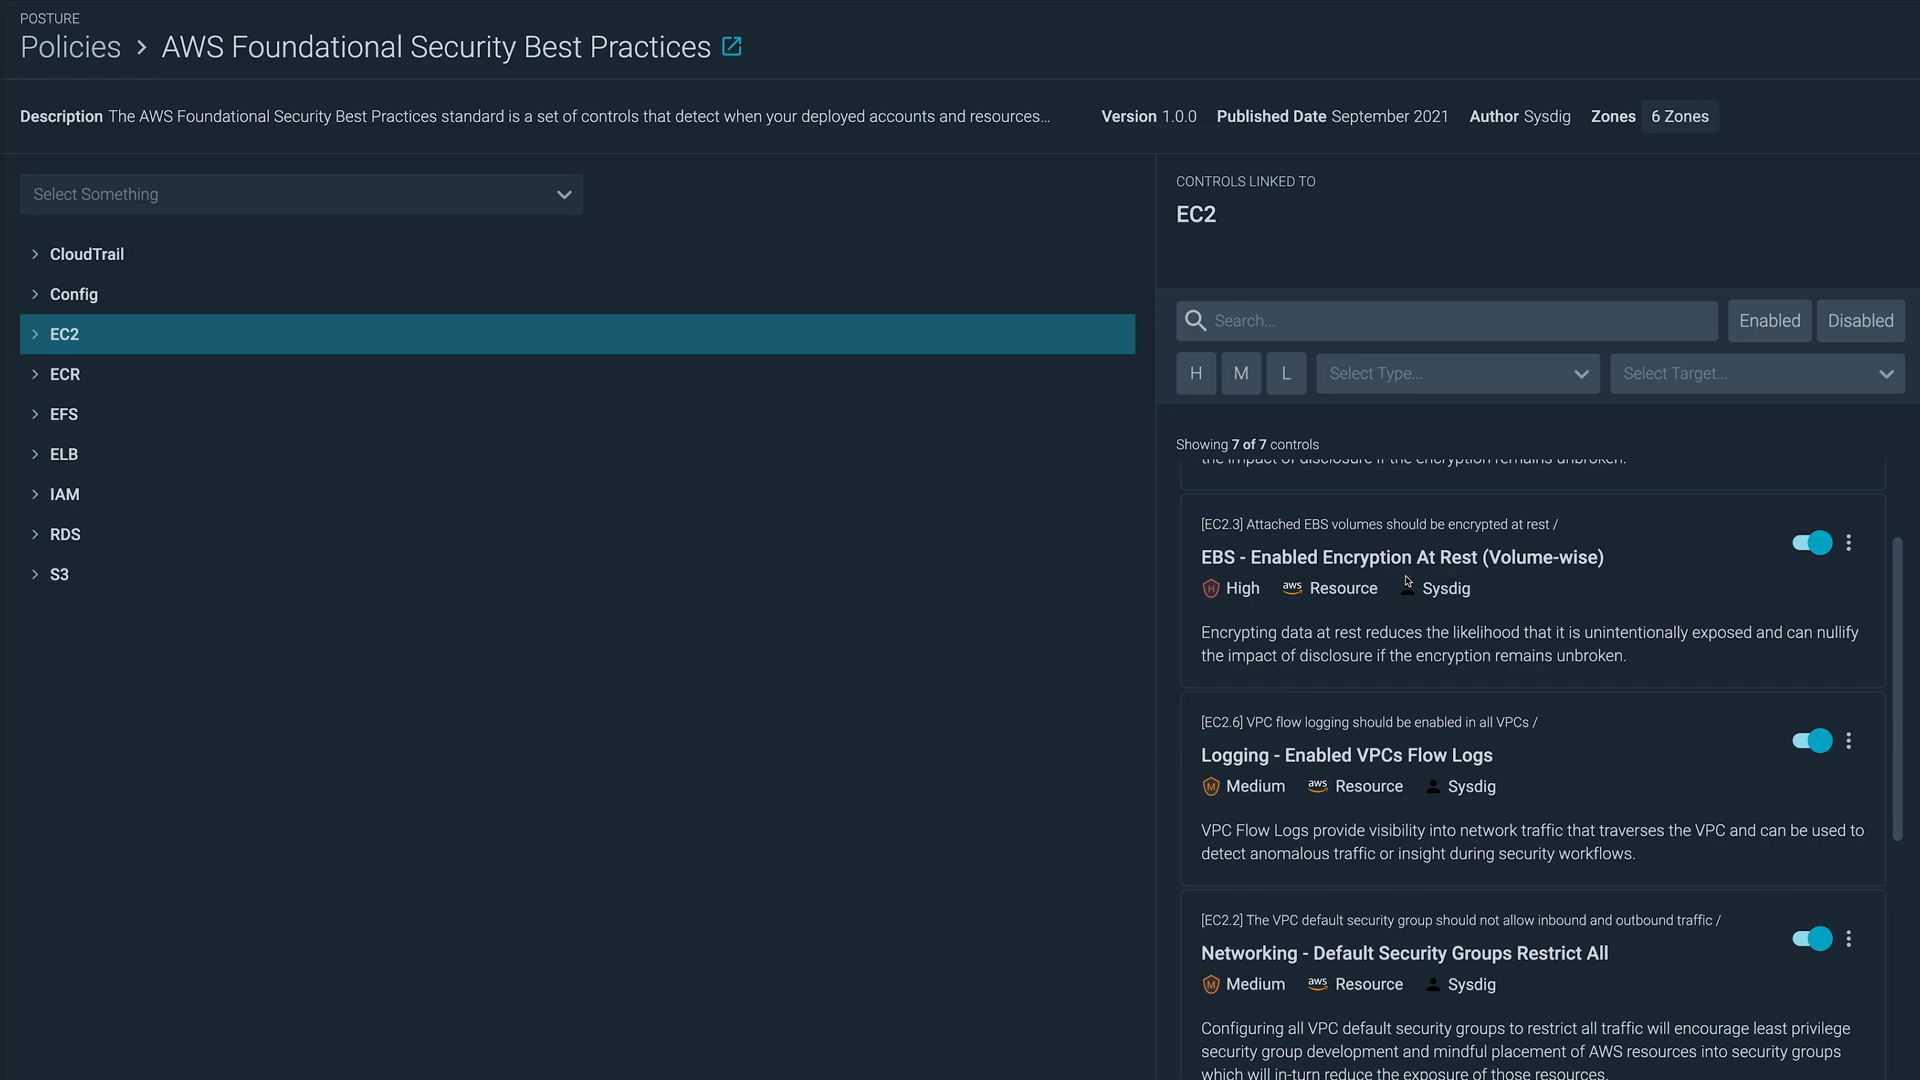 POSTURE
Policies > AWS Foundational Security Best Practices
Description The AWS Foundational Security Best Practices standard is a set of controls that detect when your deployed accounts and resources...
Version 1.0.0 Published Date September 2021 Author Sysdig Zones 6 Zones
Select Something
CloudTrail
Config
EC2
ECR
EFS
ELB
IAM
RDS
S3
CONTROLS LINKED TO
EC2
Search...
Enabled
Disabled
H
M
L
Select Type...
Select Target...
Showing 7 of 7 controls
the impact of disclosure if the encryption remains unbroken.
[EC2.3] Attached EBS volumes should be encrypted at rest /
EBS - Enabled Encryption At Rest (Volume-wise)
H High aws Resource Sysdig
Encrypting data at rest reduces the likelihood that it is unintentionally exposed and can nullify
the impact of disclosure if the encryption remains unbroken.
[EC2.6] VPC flow logging should be enabled in all VPCs /
Logging - Enabled VPCs Flow Logs
M Medium aws Resource Sysdig
VPC Flow Logs provide visibility into network traffic that traverses the VPC and can be used to
detect anomalous traffic or insight during security workflows.
[EC2.2] The VPC default security group should not allow inbound and outbound traffic /
Networking - Default Security Groups Restrict All
M Medium aws Resource Sysdig
Configuring all VPC default security groups to restrict all traffic will encourage least privilege
security group development and mindful placement of AWS resources into security groups
which will in-turn reduce the exposure of those resources.